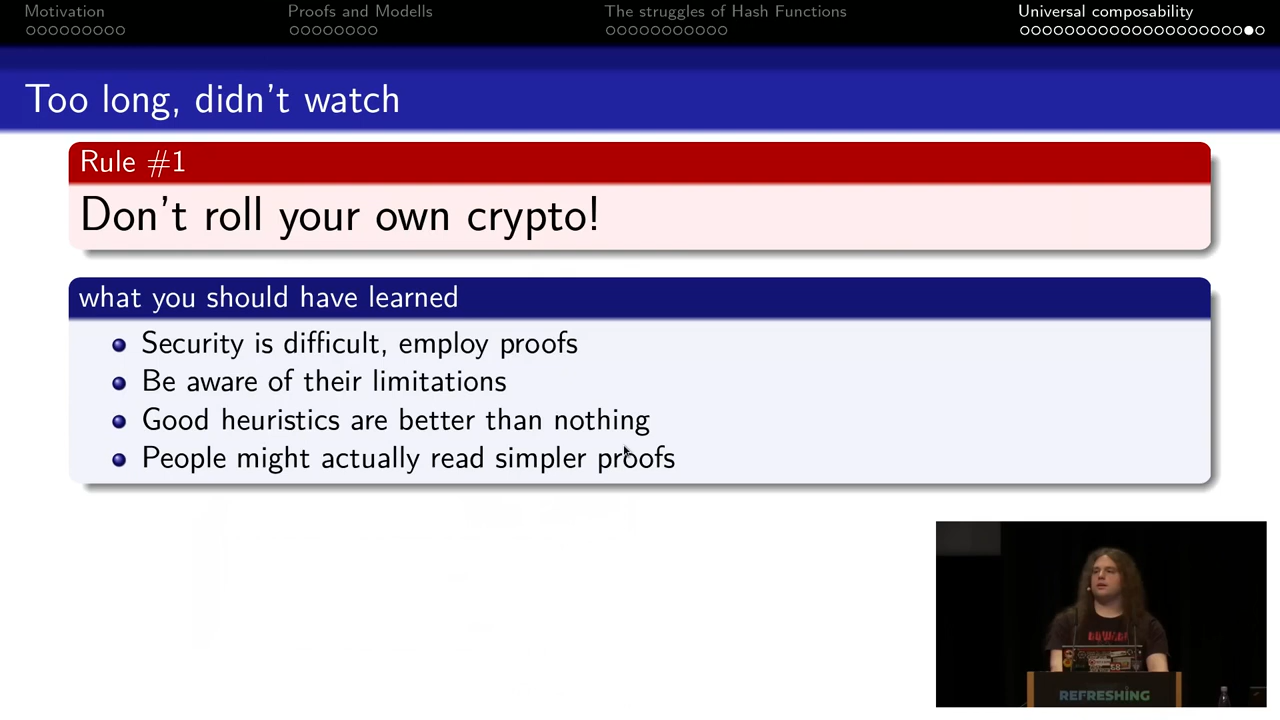 Motivation
Proofs and Modells
The struggles of Hash Functions
Universal composability
Too long, didn't watch
Rule #1
Don't roll your own crypto!
what you should have learned
Security is difficult, employ proofs
Be aware of their limitations
Good heuristics are better than nothing
People might actually read simpler proofs
REFRESHING